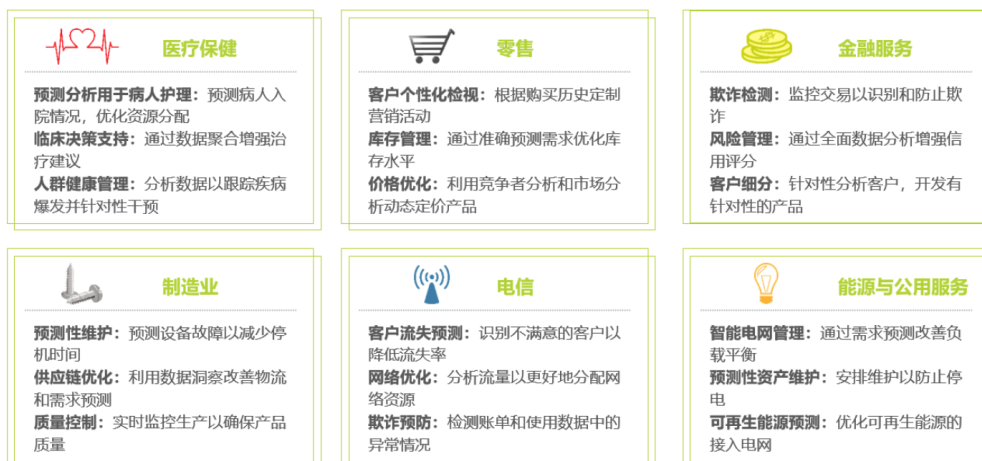 医疗保健
预测分析用于病人护理：预测病人入
院情况，优化资源分配
临床决策支持：通过数据聚合增强治
疗建议
人群健康管理：分析数据以跟踪疾病
爆发并针对性干预
零售
客户个性化检视：根据购买历史定制
营销活动
库存管理：通过准确预测需求优化库
存水平
价格优化：利用竞争者分析和市场分
析动态定价产品
金融服务
欺诈检测：监控交易以识别和防止欺
诈
风险管理：通过全面数据分析增强信
用评分
客户细分：针对性分析客户，开发有
针对性的产品
制造业
预测性维护：预测设备故障以减少停
机时间
供应链优化：利用数据洞察改善物流
和需求预测
质量控制：实时监控生产以确保产品
质量
电信
客户流失预测：识别不满意的客户以
降低流失率
网络优化：分析流量以更好地分配网
络资源
欺诈预防：检测账单和使用数据中的
异常情况
能源与公用服务
智能电网管理：通过需求预测改善负
载平衡
预测性资产维护：安排维护以防止停
电
可再生能源预测：优化可再生能源的
接入电网